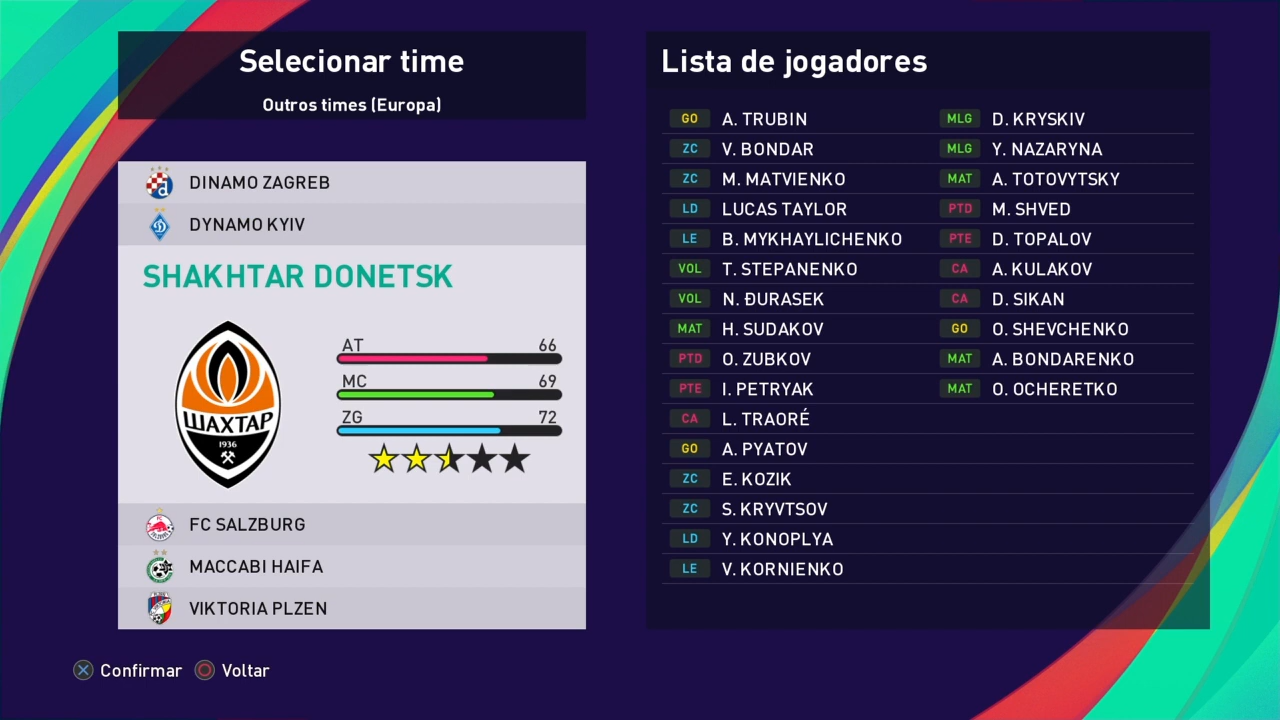 Selecionar time
Outros times (Europa)
DINAMO ZAGREB
DYNAMO KYIV
SHAKHTAR DONETSK
ШАХТАР
1936
AT 66
MC 69
ZG 72
FC SALZBURG
MACCABI HAIFA
VIKTORIA PLZEN
Lista de jogadores
GO A. TRUBIN
ZC V. BONDAR
ZC M. MATVIENKO
LD LUCAS TAYLOR
LE B. MYKHAYLICHENKO
VOL T. STEPANENKO
VOL N. ĐURASEK
MAT H. SUDAKOV
PTD O. ZUBKOV
PTE I. PETRYAK
CA L. TRAORÉ
GO A. PYATOV
ZC E. KOZIK
ZC S. KRYVTSOV
LD Y. KONOPLYA
LE V. KORNIENKO
MLG D. KRYSKIV
MLG Y. NAZARYNA
MAT A. TOTOVYTSKY
PTD M. SHVED
PTE D. TOPALOV
CA A. KULAKOV
CA D. SIKAN
GO O. SHEVCHENKO
MAT A. BONDARENKO
MAT O. OCHERETKO
Confirmar Voltar